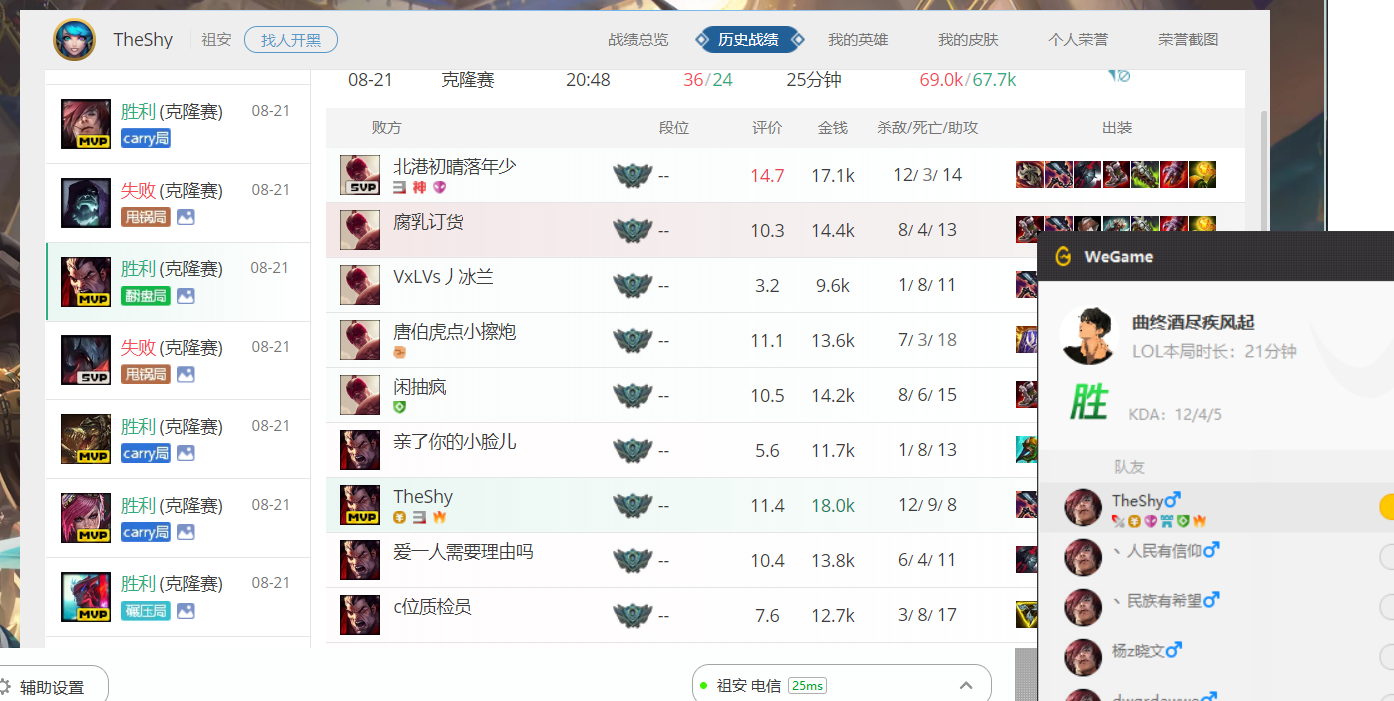 TheShy 祖安 找人开黑 战绩总览 历史战绩 我的英雄 我的皮肤 个人荣誉 荣誉截图
08-21 克隆赛 20:48 36/24 25分钟 69.0k/67.7k
胜利 (克隆赛) 08-21
MVP carry局
失败 (克隆赛) 08-21
甩锅局
胜利 (克隆赛) 08-21
MVP 翻盘局
失败 (克隆赛) 08-21
SVP 甩锅局
胜利 (克隆赛) 08-21
MVP carry局
胜利 (克隆赛) 08-21
MVP carry局
胜利 (克隆赛) 08-21
MVP 碾压局
败方 段位 评价 金钱 杀敌/死亡/助攻 出装
北港初晴落年少 -- 14.7 17.1k 12/ 3/ 14
SVP 神
腐乳订货 -- 10.3 14.4k 8/ 4/ 13
VxLVs丿冰兰 -- 3.2 9.6k 1/ 8/ 11
唐伯虎点小擦炮 -- 11.1 13.6k 7/ 3/ 18
闲抽疯 -- 10.5 14.2k 8/ 6/ 15
亲了你的小脸儿 -- 5.6 11.7k 1/ 8/ 13
TheShy -- 11.4 18.0k 12/ 9/ 8
MVP
爱一人需要理由吗 -- 10.4 13.8k 6/ 4/ 11
c位质检员 -- 7.6 12.7k 3/ 8/ 17
WeGame
曲终酒尽疾风起
LOL本局时长：21分钟
胜 KDA：12/4/5
队友
TheShy
丶人民有信仰
丶民族有希望
杨z晓文
辅助设置
祖安 电信 25ms